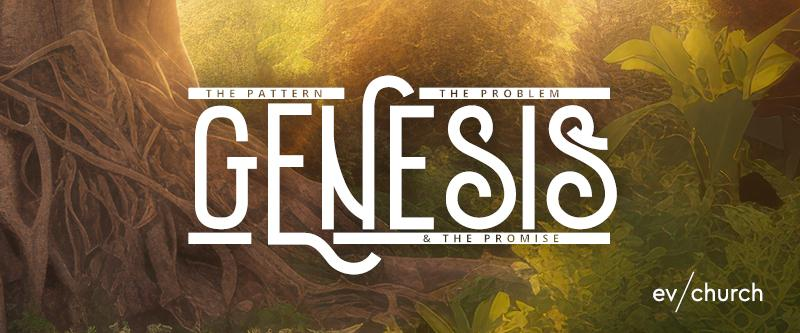 THE PATTERN THE PROBLEM
GENESIS
& THE PROMISE
ev/church